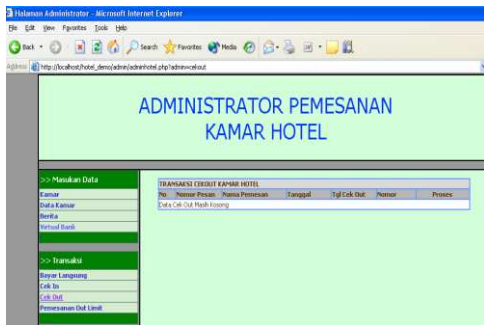 Halaman Administrator - Microsoft Internet Explorer
File Edit View Favorites Tools Help
Back Search Favorites Media
Address http://localhost/hotel_demo/admin/adminhotel.php?admin=cekout
ADMINISTRATOR PEMESANAN
KAMAR HOTEL
>> Masukan Data
Kamar
Data Kamar
Berita
Virtual Bank
>> Transaksi
Bayar Langsung
Cek In
Cek Out
Pemesanan Out Limit
TRANSAKSI CEKOUT KAMAR HOTEL
No Nomor Pesan Nama Pemesan Tanggal Tgl Cek Out Nomor Proses
Data Cek Out Masih Kosong